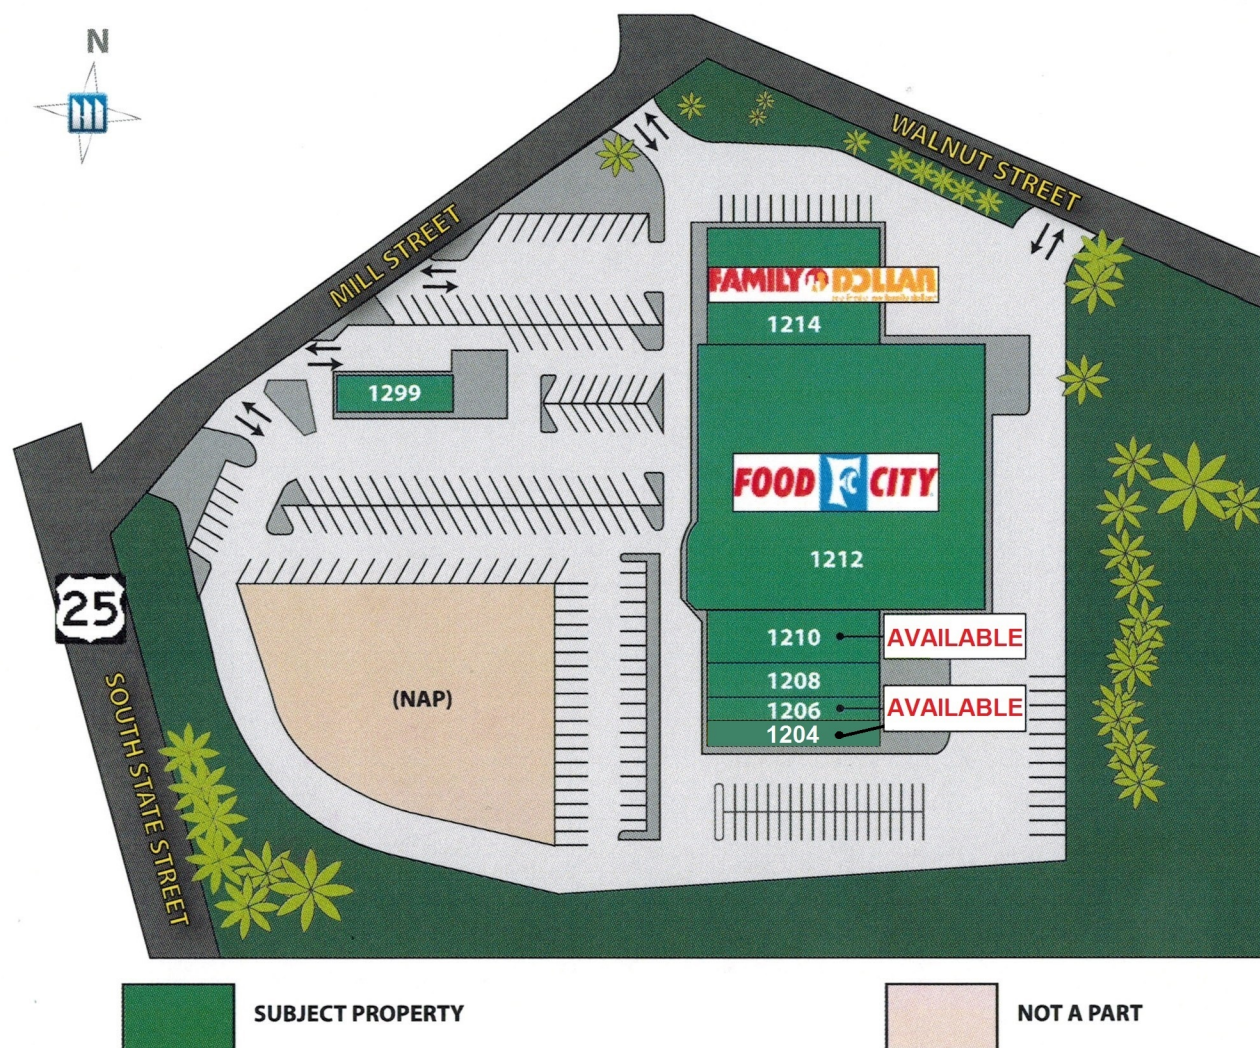 N
WALNUT STREET
MILL STREET
FAMILY DOLLAR
1214
1299
FOOD CITY
1212
25
1210 AVAILABLE
1208
1206 AVAILABLE
1204
(NAP)
SOUTH STATE STREET
SUBJECT PROPERTY
NOT A PART